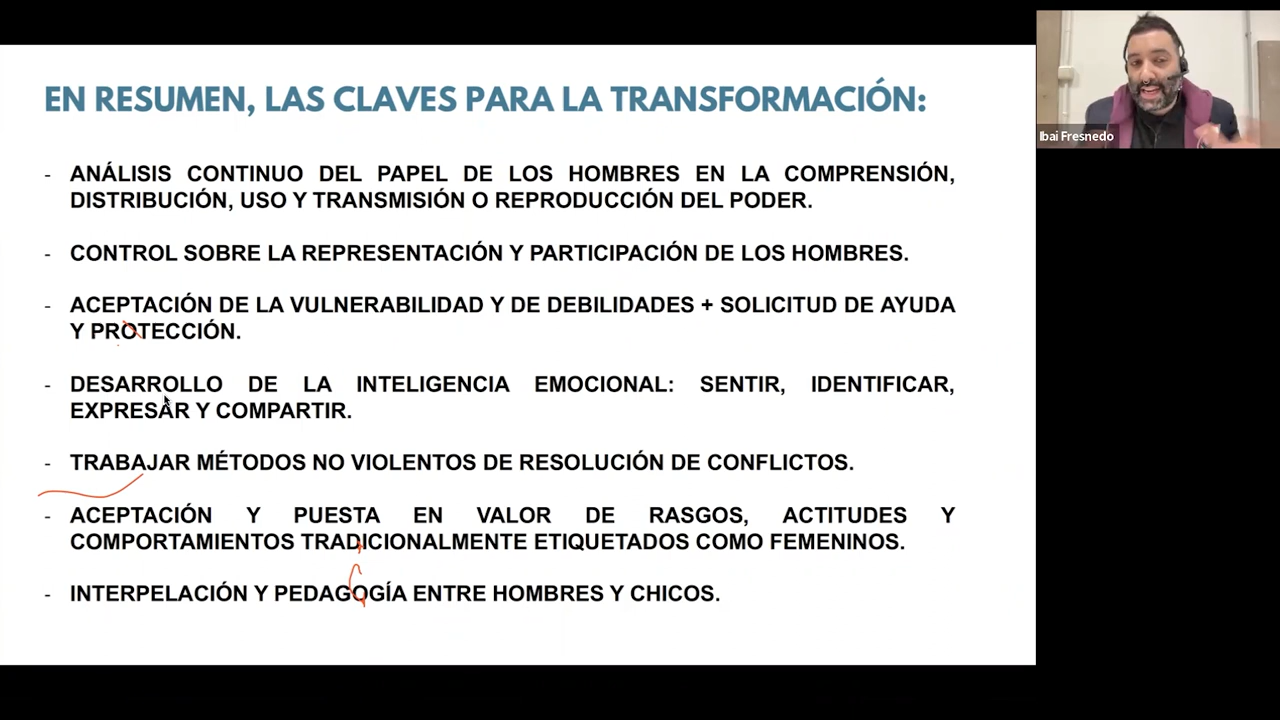 EN RESUMEN, LAS CLAVES PARA LA TRANSFORMACIÓN:
- ANÁLISIS CONTINUO DEL PAPEL DE LOS HOMBRES EN LA COMPRENSIÓN,
DISTRIBUCIÓN, USO Y TRANSMISIÓN O REPRODUCCIÓN DEL PODER.
- CONTROL SOBRE LA REPRESENTACIÓN Y PARTICIPACIÓN DE LOS HOMBRES.
- ACEPTACIÓN DE LA VULNERABILIDAD Y DE DEBILIDADES + SOLICITUD DE AYUDA
Y PROTECCIÓN.
- DESARROLLO DE LA INTELIGENCIA EMOCIONAL: SENTIR, IDENTIFICAR,
EXPRESAR Y COMPARTIR.
- TRABAJAR MÉTODOS NO VIOLENTOS DE RESOLUCIÓN DE CONFLICTOS.
- ACEPTACIÓN Y PUESTA EN VALOR DE RASGOS, ACTITUDES Y
COMPORTAMIENTOS TRADICIONALMENTE ETIQUETADOS COMO FEMENINOS.
- INTERPELACIÓN Y PEDAGOGÍA ENTRE HOMBRES Y CHICOS.
Ibai Fresnedo